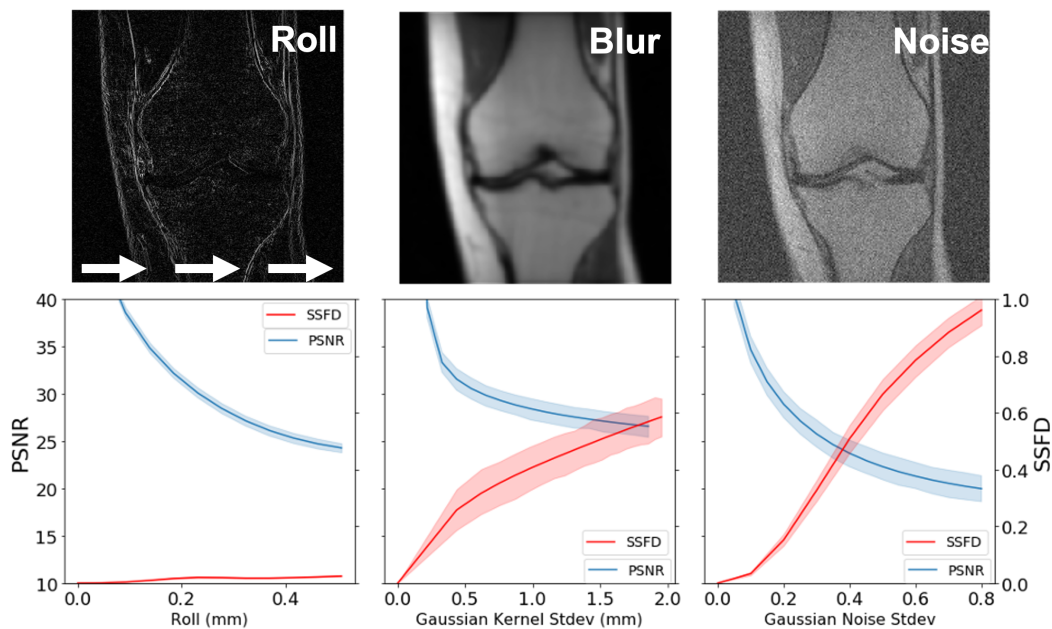 Roll
Blur
Noise
PSNR
40
35
30
25
20
15
10
SSFD
PSNR
0.0
0.2
0.4
Roll (mm)
SSFD
PSNR
0.0
0.5
1.0
1.5
2.0
Gaussian Kernel Stdev (mm)
SSFD
PSNR
0.0
0.2
0.4
0.6
0.8
Gaussian Noise Stdev
1.0
0.8
0.6
0.4
0.2
0.0
SSFD